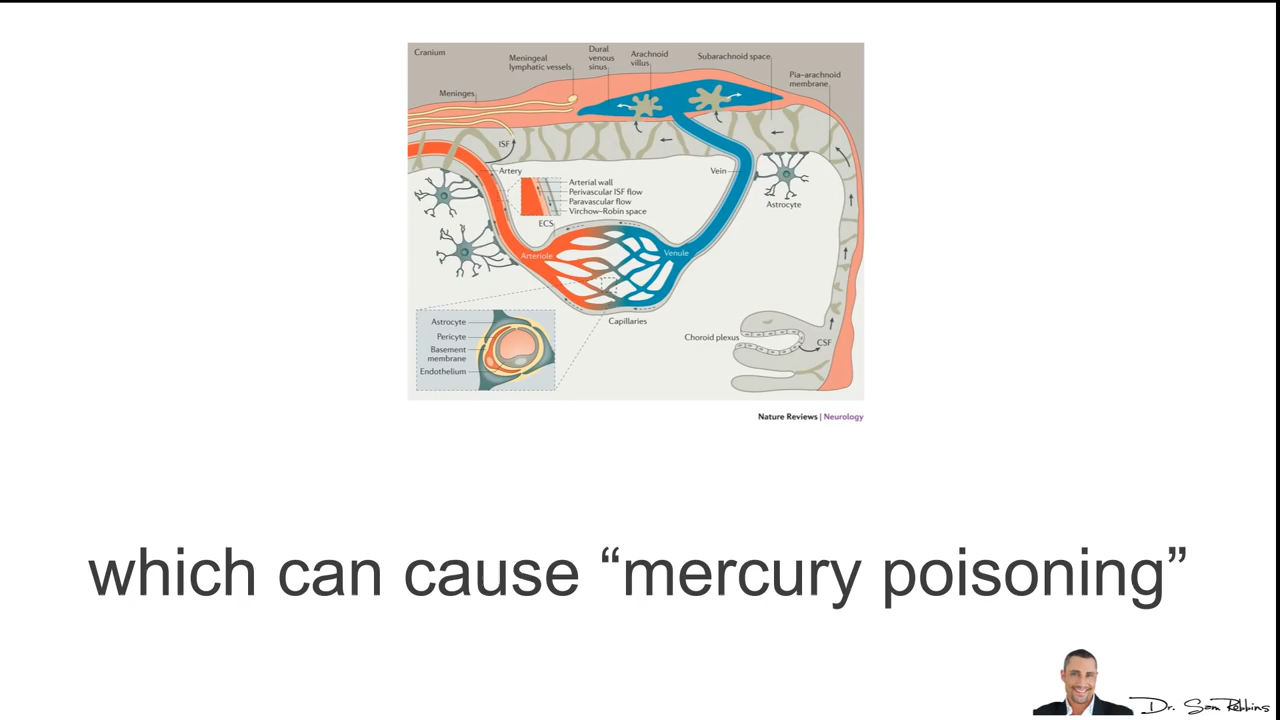 Cranium
Meningeal
lymphatic vessels
Dural
venous
sinus
Arachnoid
villus
Subarachnoid space
Pia–arachnoid
membrane
Meninges
ISF
Artery
Arterial wall
Perivascular ISF flow
Paravascular flow
Virchow–Robin space
ECS
Vein
Astrocyte
Arteriole
Venule
Capillaries
Astrocyte
Pericyte
Basement
membrane
Endothelium
Choroid plexus
CSF
Nature Reviews | Neurology
which can cause “mercury poisoning”
Dr. Sam Robbins